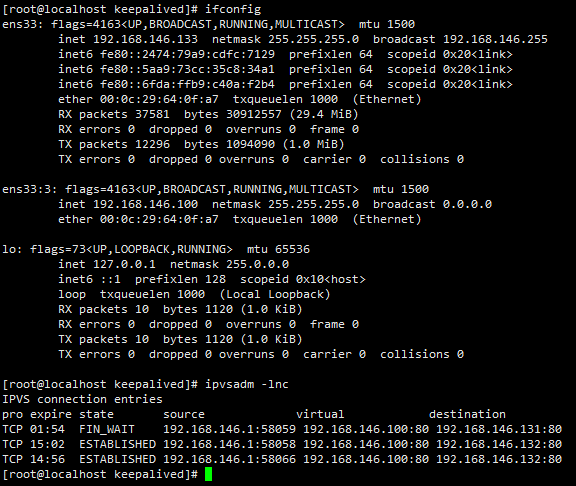 [root@localhost keepalived]# ifconfig
ens33: flags=4163<UP,BROADCAST,RUNNING,MULTICAST>  mtu 1500
        inet 192.168.146.133  netmask 255.255.255.0  broadcast 192.168.146.255
        inet6 fe80::2474:79a9:cdfc:7129  prefixlen 64  scopeid 0x20<link>
        inet6 fe80::5aa9:73cc:35c8:34a1  prefixlen 64  scopeid 0x20<link>
        inet6 fe80::6fda:ffb9:c40a:f2b4  prefixlen 64  scopeid 0x20<link>
        ether 00:0c:29:64:0f:a7  txqueuelen 1000  (Ethernet)
        RX packets 37581  bytes 30912557 (29.4 MiB)
        RX errors 0  dropped 0  overruns 0  frame 0
        TX packets 12296  bytes 1094090 (1.0 MiB)
        TX errors 0  dropped 0 overruns 0  carrier 0  collisions 0
ens33:3: flags=4163<UP,BROADCAST,RUNNING,MULTICAST>  mtu 1500
        inet 192.168.146.100  netmask 255.255.255.0  broadcast 0.0.0.0
        ether 00:0c:29:64:0f:a7  txqueuelen 1000  (Ethernet)
lo: flags=73<UP,LOOPBACK,RUNNING>  mtu 65536
        inet 127.0.0.1  netmask 255.0.0.0
        inet6 ::1  prefixlen 128  scopeid 0x10<host>
        loop  txqueuelen 1000  (Local Loopback)
        RX packets 10  bytes 1120 (1.0 KiB)
        RX errors 0  dropped 0  overruns 0  frame 0
        TX packets 10  bytes 1120 (1.0 KiB)
        TX errors 0  dropped 0 overruns 0  carrier 0  collisions 0
[root@localhost keepalived]# ipvsadm -lnc
IPVS connection entries
pro expire state       source             virtual            destination
TCP 01:54  FIN_WAIT    192.168.146.1:58059 192.168.146.100:80 192.168.146.131:80
TCP 15:02  ESTABLISHED 192.168.146.1:58058 192.168.146.100:80 192.168.146.132:80
TCP 14:56  ESTABLISHED 192.168.146.1:58066 192.168.146.100:80 192.168.146.132:80
[root@localhost keepalived]#